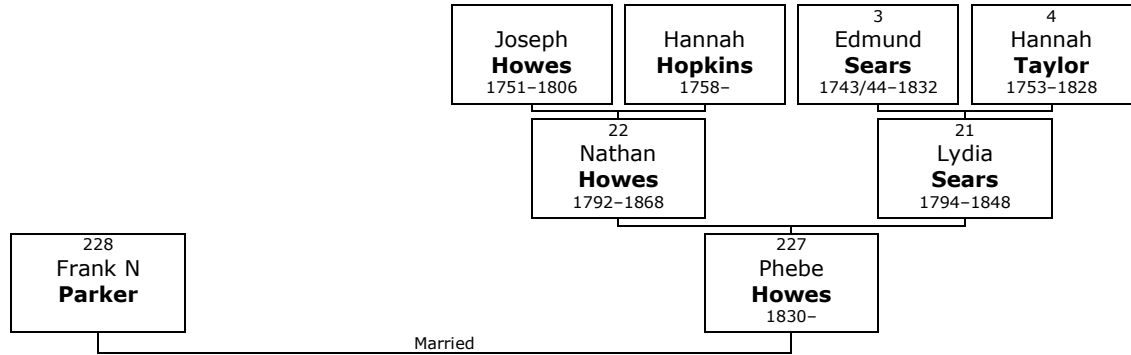 Joseph
Howes
1751–1806
Hannah
Hopkins
1758–
3
Edmund
Sears
1743/44–1832
4
Hannah
Taylor
1753–1828
22
Nathan
Howes
1792–1868
21
Lydia
Sears
1794–1848
228
Frank N
Parker
227
Phebe
Howes
1830–
Married